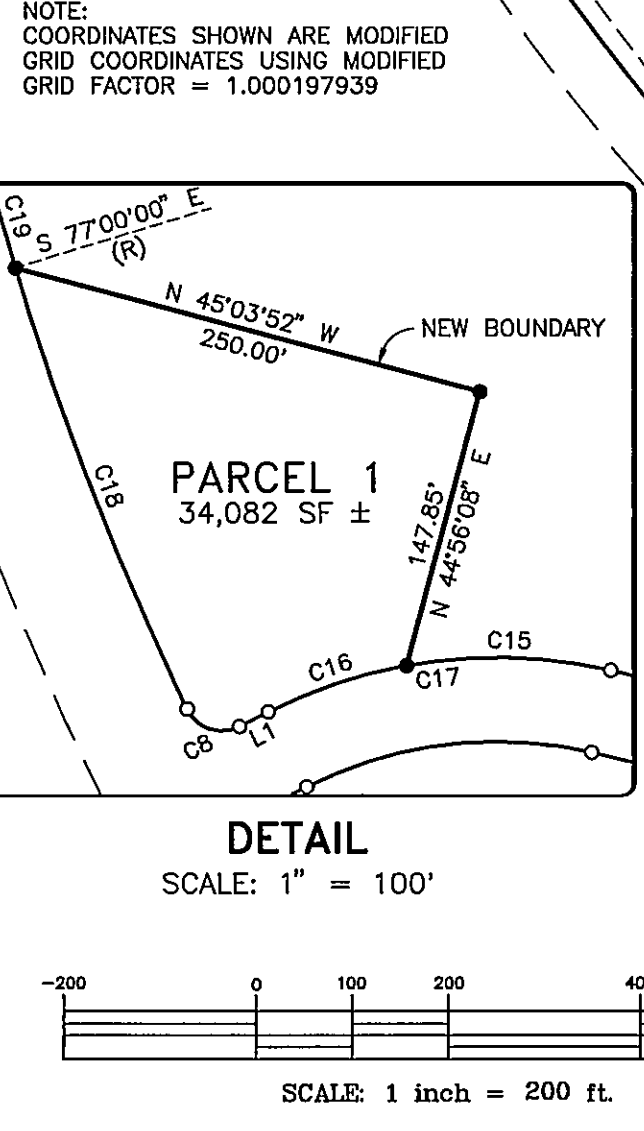 NOTE:
COORDINATES SHOWN ARE MODIFIED
GRID COORDINATES USING MODIFIED
GRID FACTOR = 1.000197939
C19
S 77°00'00" E
(R)
N 45°03'52" W
250.00'
NEW BOUNDARY
C18
PARCEL 1
34,082 SF ±
147.85'
N 44°56'08" E
C15
C16
C17
C8
L1
DETAIL
SCALE: 1" = 100'
-200 0 100 200 40
SCALE: 1 inch = 200 ft.